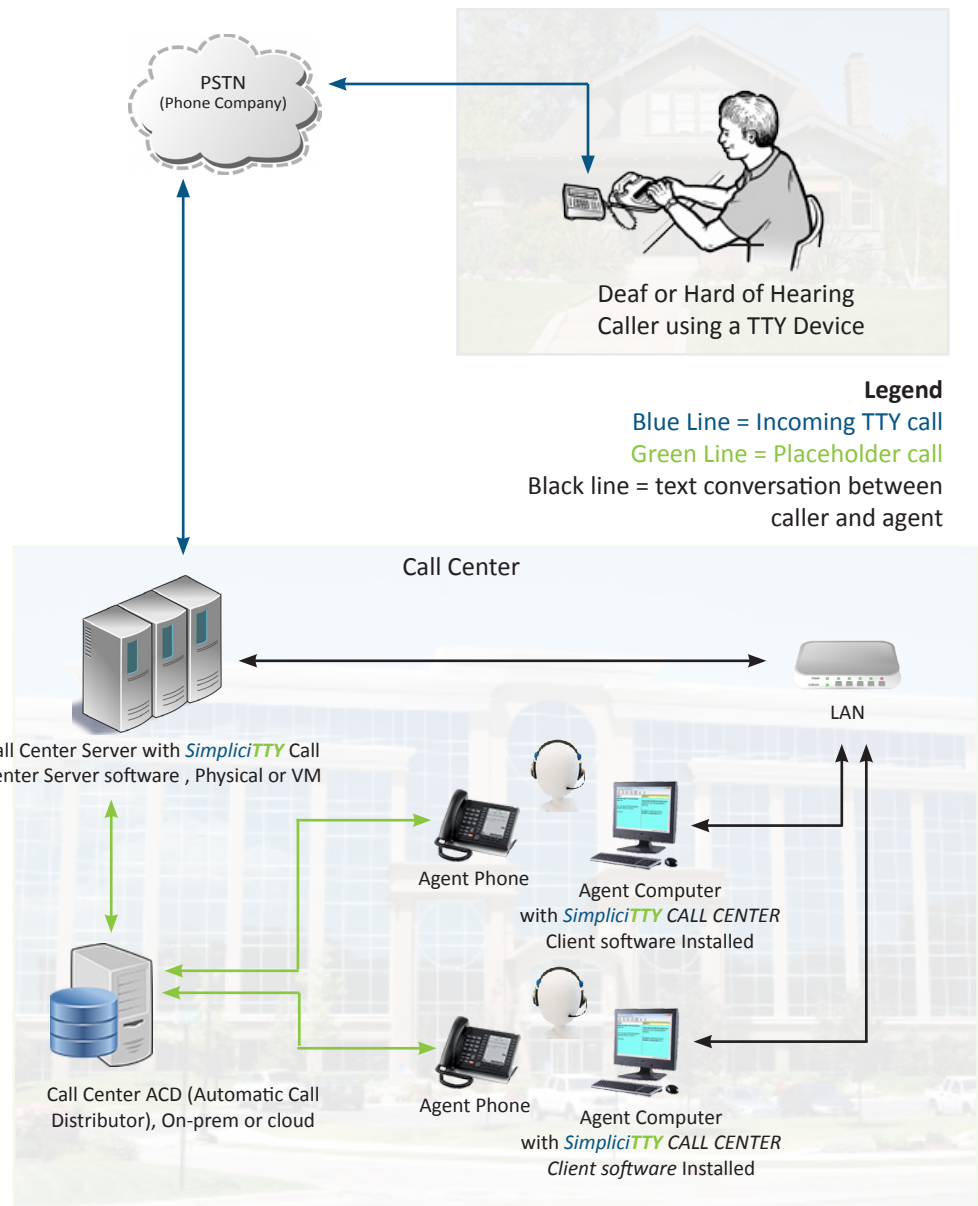 PSTN
(Phone Company)
Deaf or Hard of Hearing
Caller using a TTY Device
Legend
Blue Line = Incoming TTY call
Green Line = Placeholder call
Black line = text conversation between
caller and agent
Call Center
LAN
all Center Server with SimpliciTTY Call
enter Server software , Physical or VM
Agent Phone
Agent Computer
with SimpliciTTY CALL CENTER
Client software Installed
Call Center ACD (Automatic Call
Distributor), On-prem or cloud
Agent Phone
Agent Computer
with SimpliciTTY CALL CENTER
Client software Installed